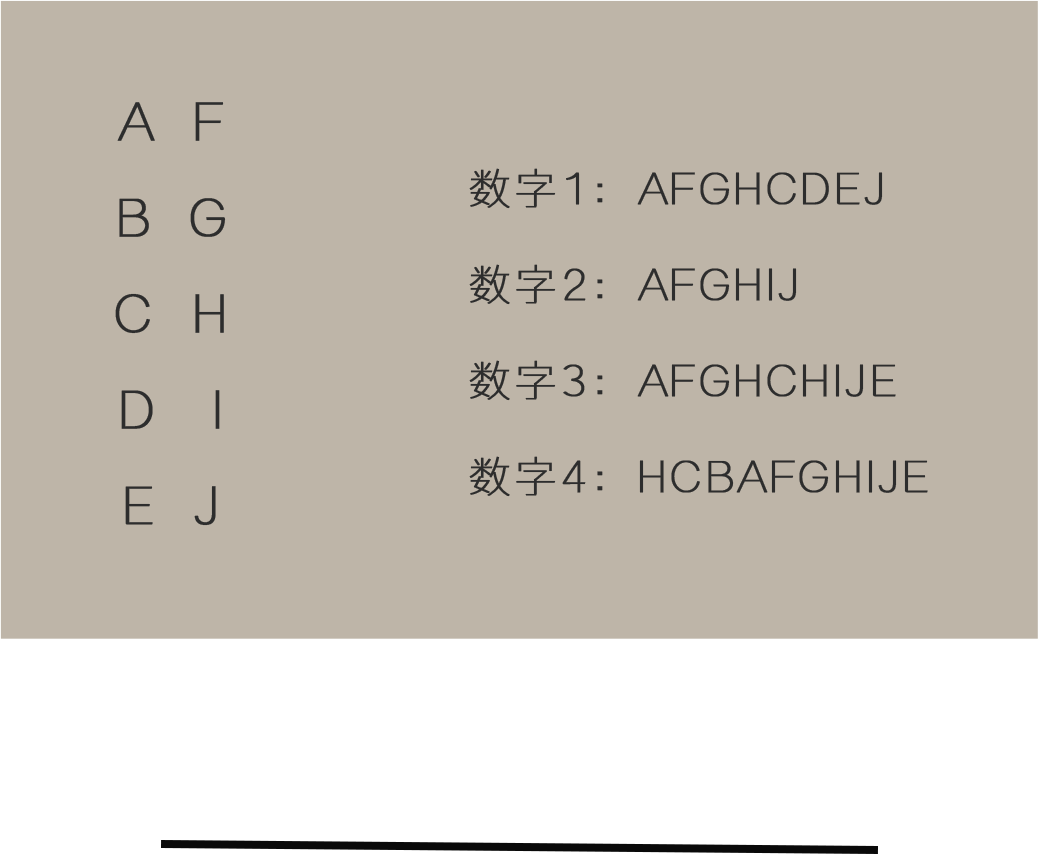 A F
B G
C H
D I
E J
数字1：AFGHCDEJ
数字2：AFGHIJ
数字3：AFGHCHIJE
数字4：HCBAFGHIJE